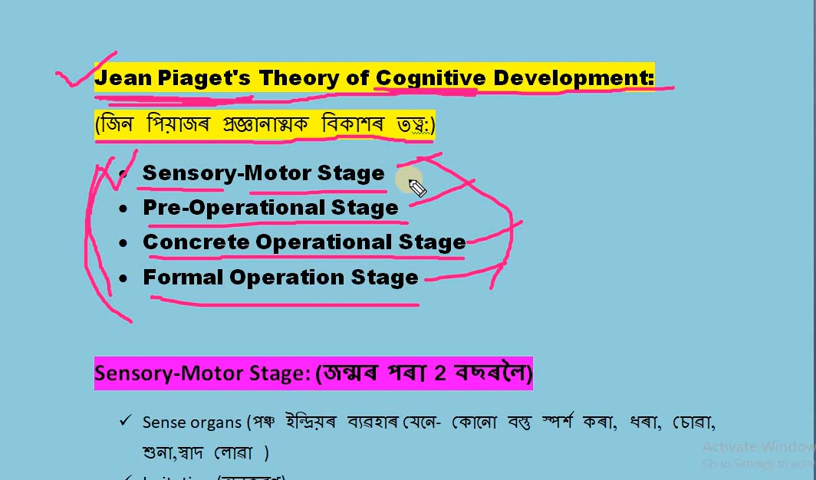 Jean Piaget's Theory of Cognitive Development:
(জিন পিয়াজৰ প্ৰজ্ঞানাত্মক বিকাশৰ তত্ব:)
• Sensory-Motor Stage
• Pre-Operational Stage
• Concrete Operational Stage
• Formal Operation Stage
Sensory-Motor Stage: (জন্মৰ পৰা 2 বছৰলৈ)
✓ Sense organs (পঞ্চ ইন্দ্ৰিয়ৰ ব্যৱহাৰ যেনে- কোনো বস্তু স্পৰ্শ কৰা, ধৰা, চোৱা,
শুনা,স্বাদ লোৱা )
Activate Window